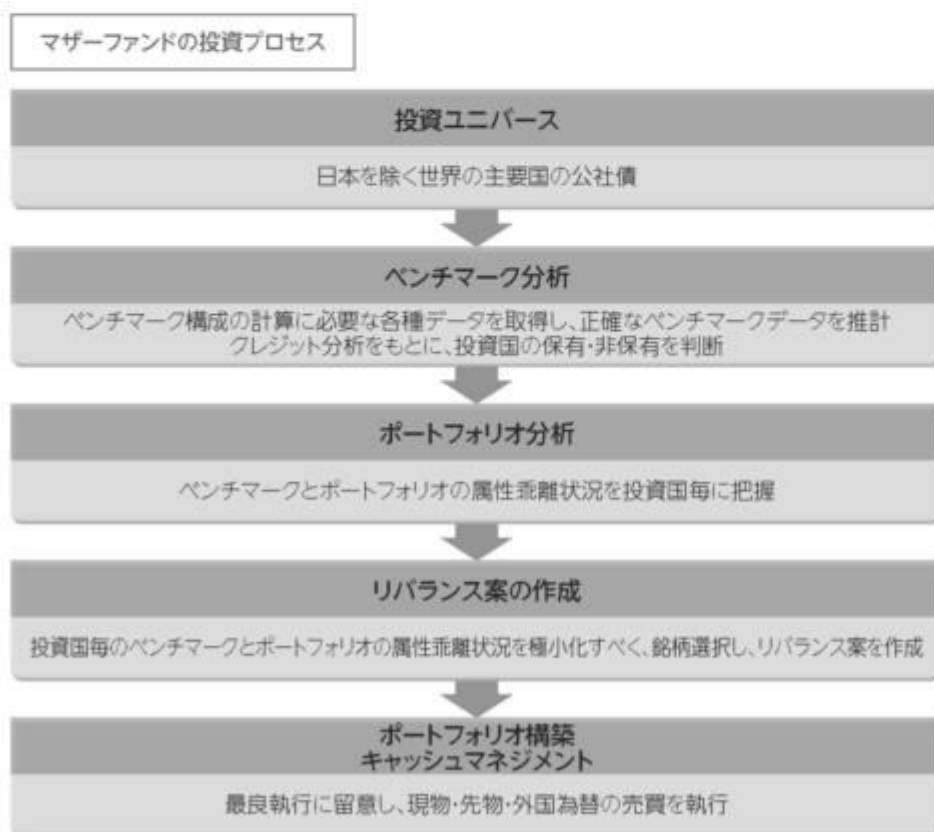 マザーファンドの投資プロセス
投資ユニバース
日本を除く世界の主要国の公社債
ベンチマーク分析
ベンチマーク構成の計算に必要な各種データを取得し、正確なベンチマークデータを推計
クレジット分析をもとに、投資国の保有・非保有を判断
ポートフォリオ分析
ベンチマークとポートフォリオの属性乖離状況を投資国毎に把握
リバランス案の作成
投資国毎のベンチマークとポートフォリオの属性乖離状況を極小化すべく、銘柄選択し、リバランス案を作成
ポートフォリオ構築
キャッシュマネジメント
最良執行に留意し、現物・先物・外国為替の売買を執行